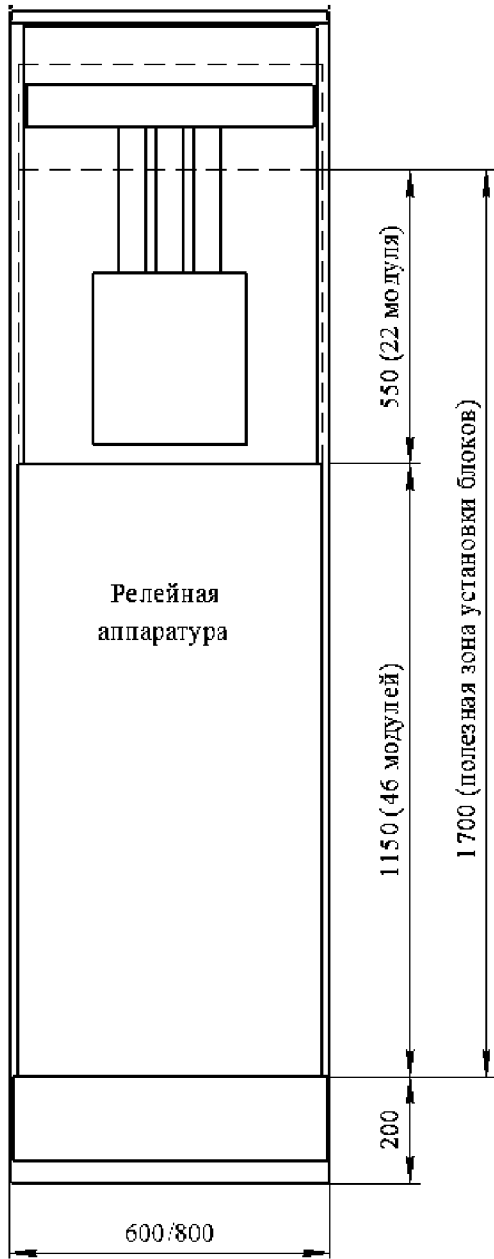 550 (22 модуля)
1700 (полезная зона установки блоков)
Релейная
аппаратура
1150 (46 модулей)
200
600/800